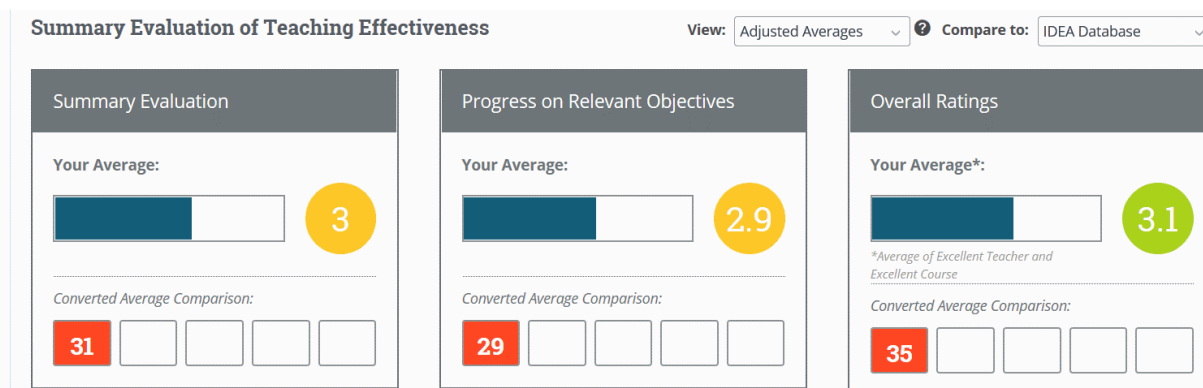 Summary Evaluation of Teaching Effectiveness
View: Adjusted Averages ? Compare to: IDEA Database
Summary Evaluation
Your Average:
3
Converted Average Comparison:
31
Progress on Relevant Objectives
Your Average:
2.9
Converted Average Comparison:
29
Overall Ratings
Your Average*:
3.1
*Average of Excellent Teacher and
Excellent Course
Converted Average Comparison:
35